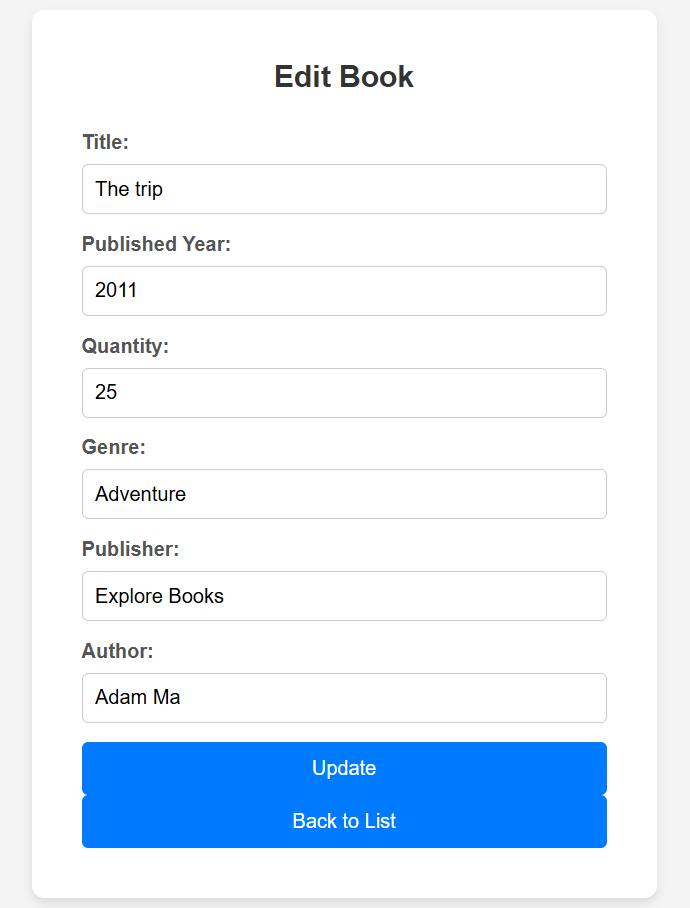 Edit Book
Title:
The trip
Published Year:
2011
Quantity:
25
Genre:
Adventure
Publisher:
Explore Books
Author:
Adam Ma
Update
Back to List